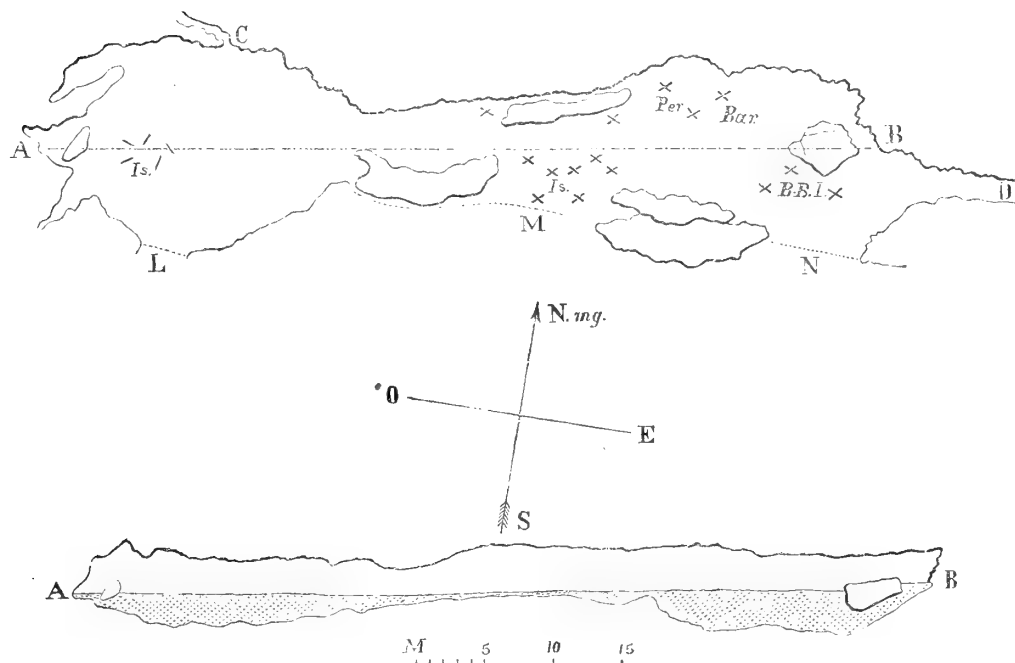 C
Per Bar.
A B
Is.
Is. B.B.I. D
M
L N
N. mg.
O
E
S
A B
M 5 10 15